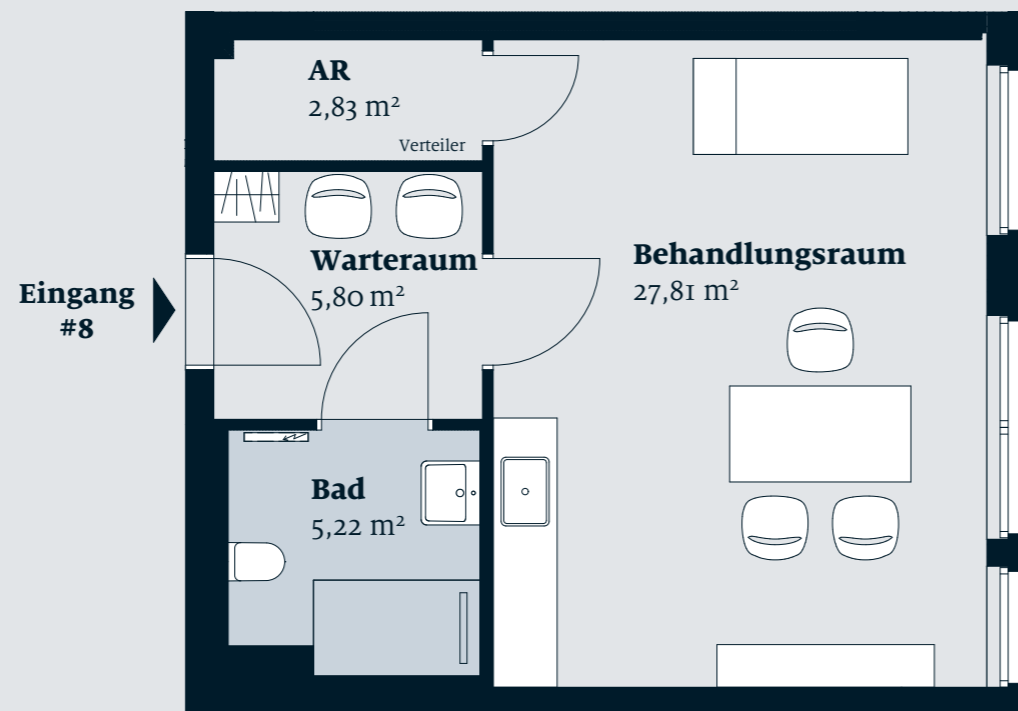 AR
2,83 m²
Verteiler
Warteraum
5,80 m²
Behandlungsraum
27,81 m²
Eingang
#8
Bad
5,22 m²